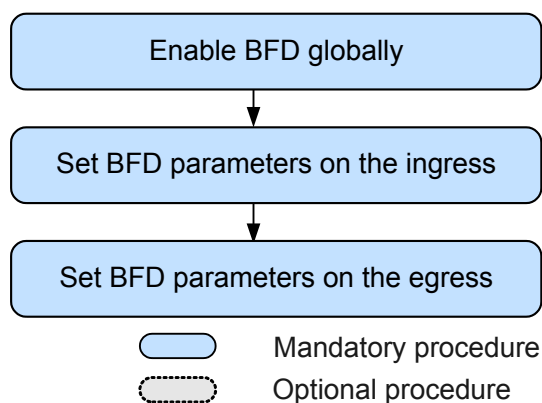 Enable BFD globally
Set BFD parameters on the ingress
Set BFD parameters on the egress
Mandatory procedure
Optional procedure